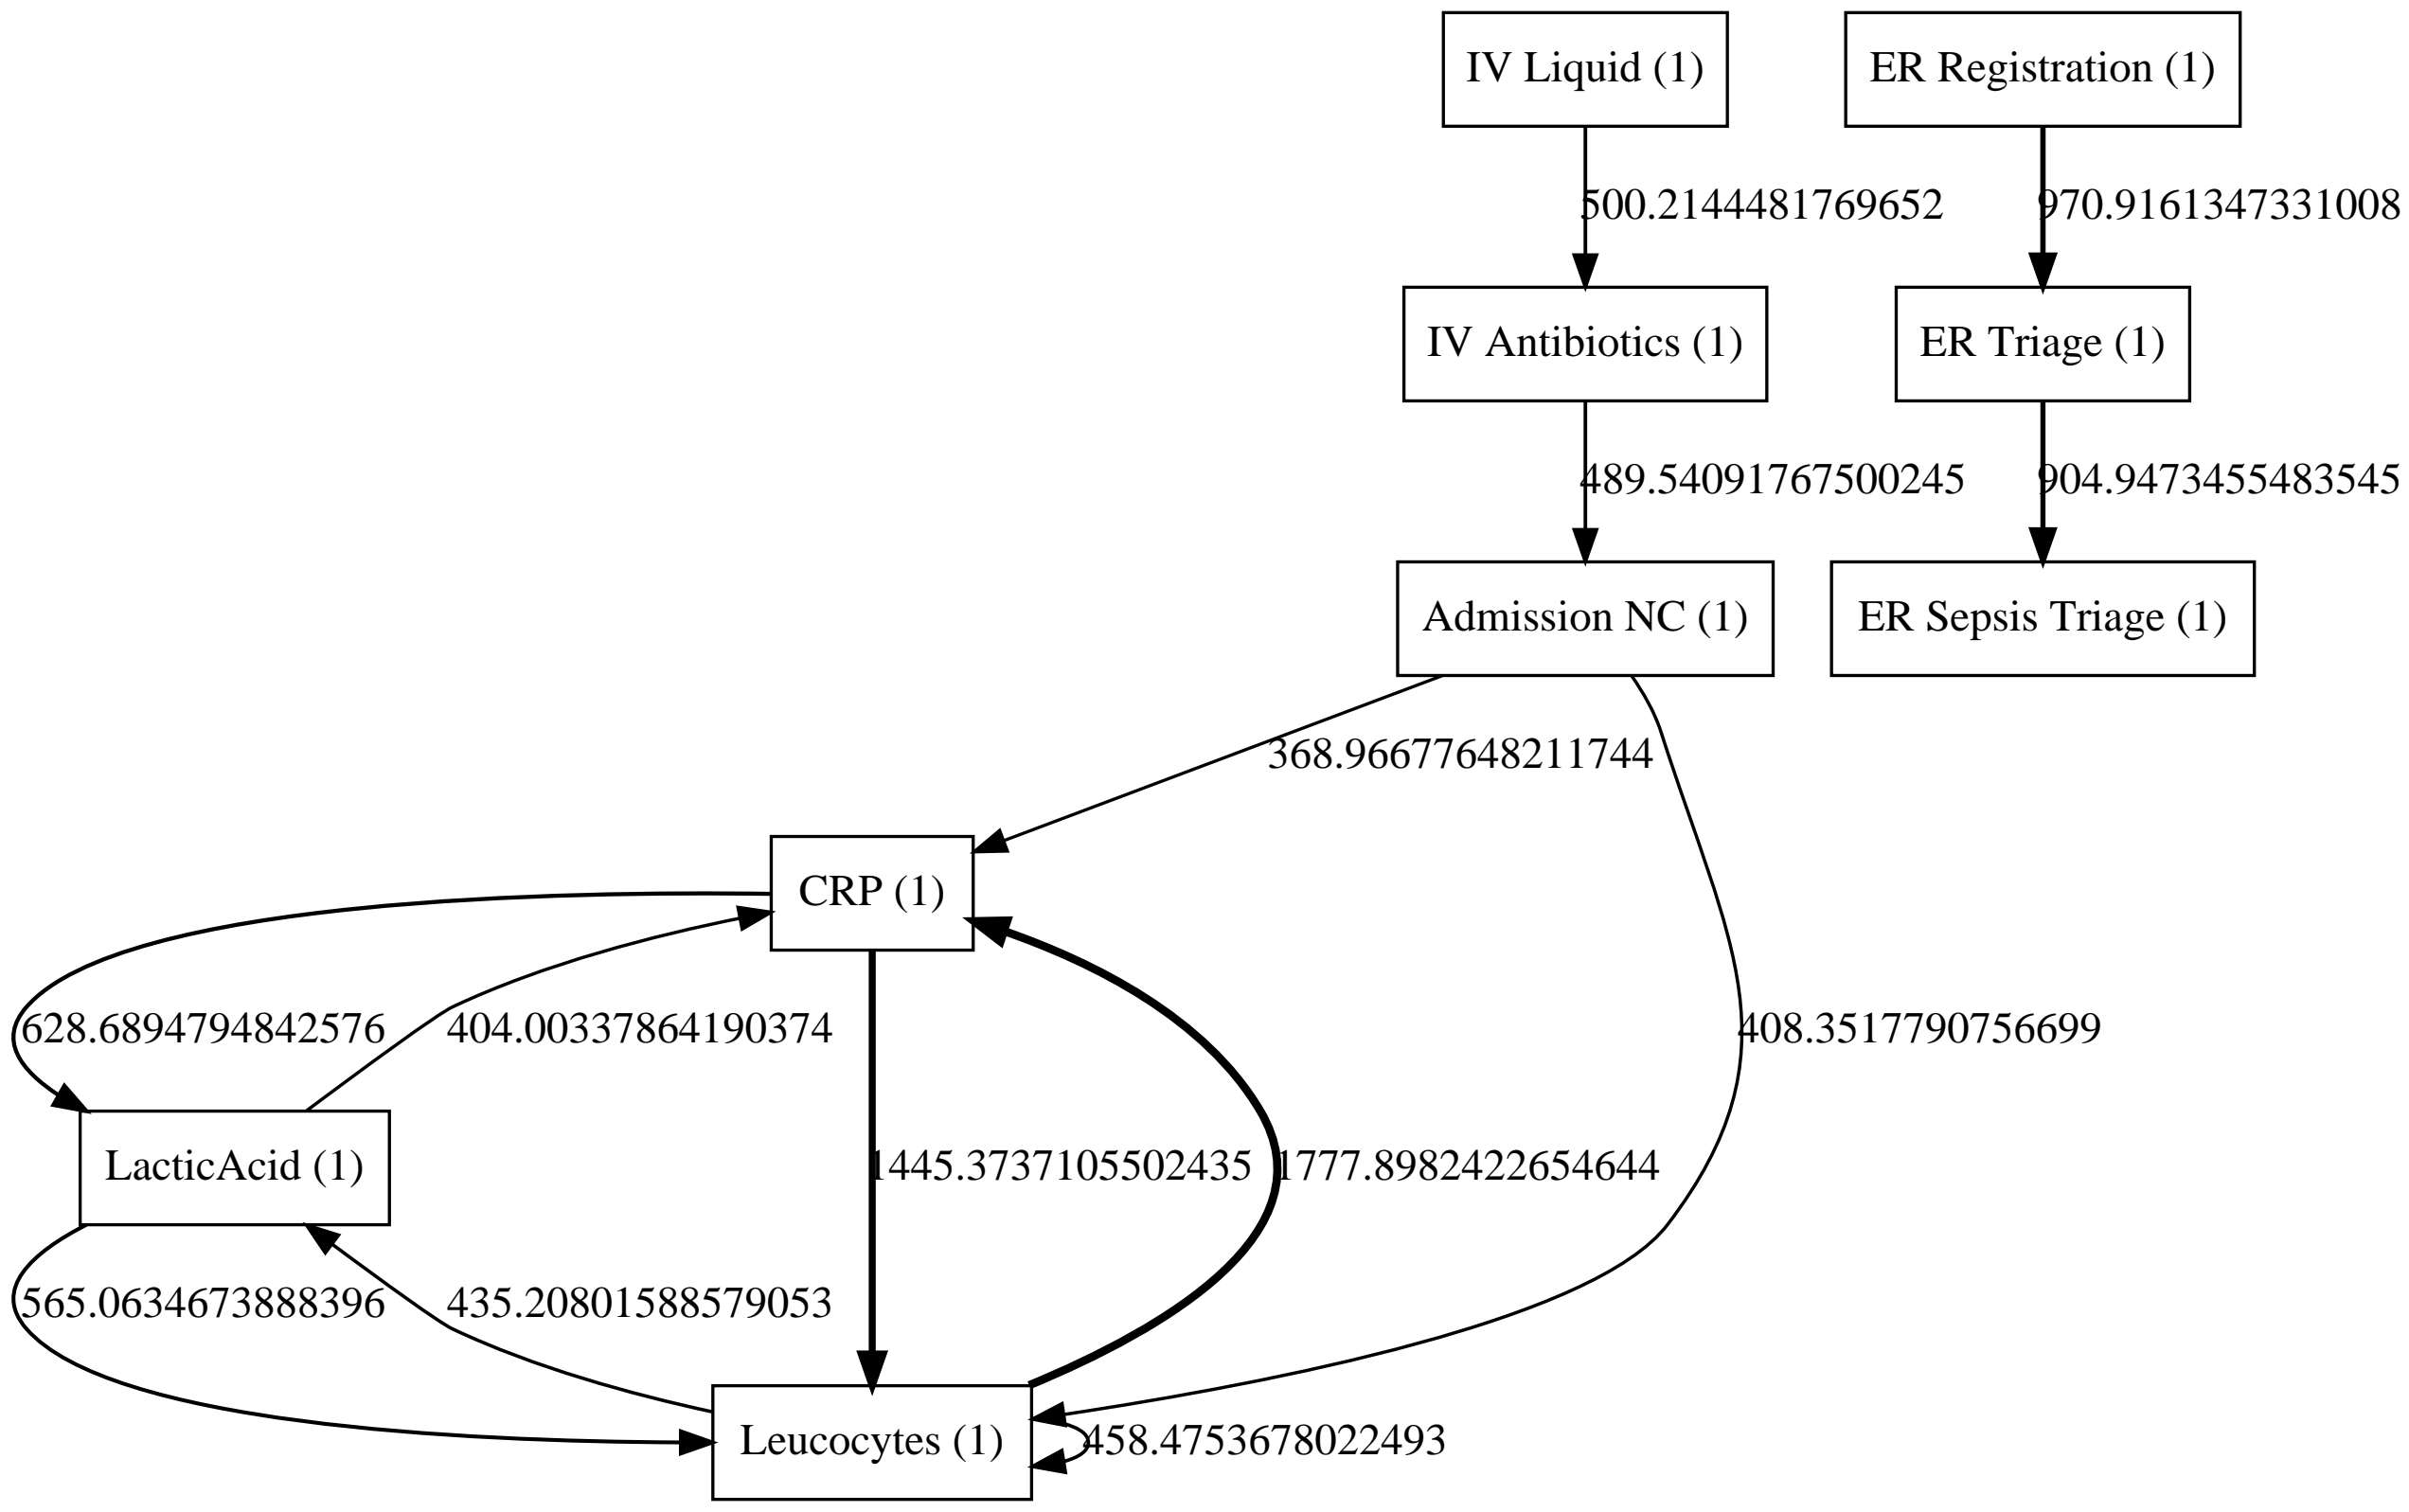 IV Liquid (1)
ER Registration (1)
500.2144481769652
970.9161347331008
IV Antibiotics (1)
ER Triage (1)
489.54091767500245
904.9473455483545
Admission NC (1)
ER Sepsis Triage (1)
368.96677648211744
CRP (1)
628.6894794842576
404.00337864190374
408.3517790756699
LacticAcid (1)
1445.3737105502435
1777.8982422654644
565.0634673888396
435.20801588579053
Leucocytes (1)
458.4753678022493